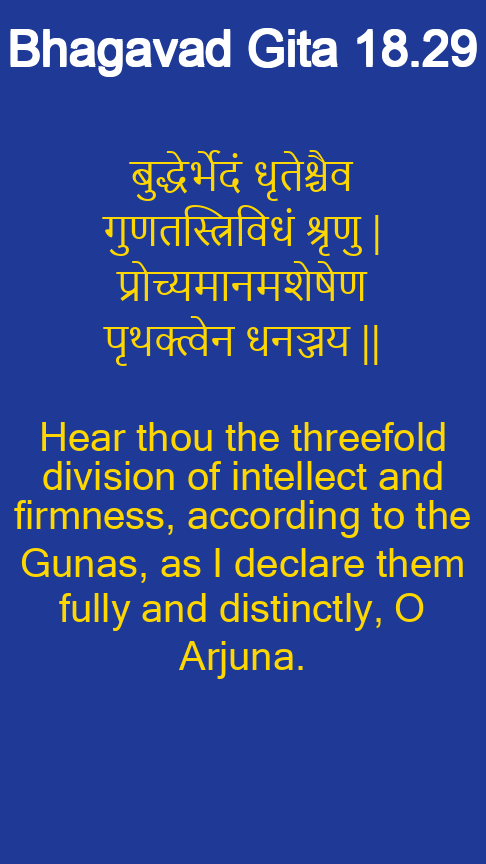 Bhagavad Gita 18.29
बुद्धेर्भेदं धृतेश्चैव
गुणतस्त्रिविधं श्रृणु |
प्रोच्यमानमशेषेण
पृथक्त्वेन धनञ्जय ||
Hear thou the threefold
division of intellect and
firmness, according to the
Gunas, as I declare them
fully and distinctly, O
Arjuna.